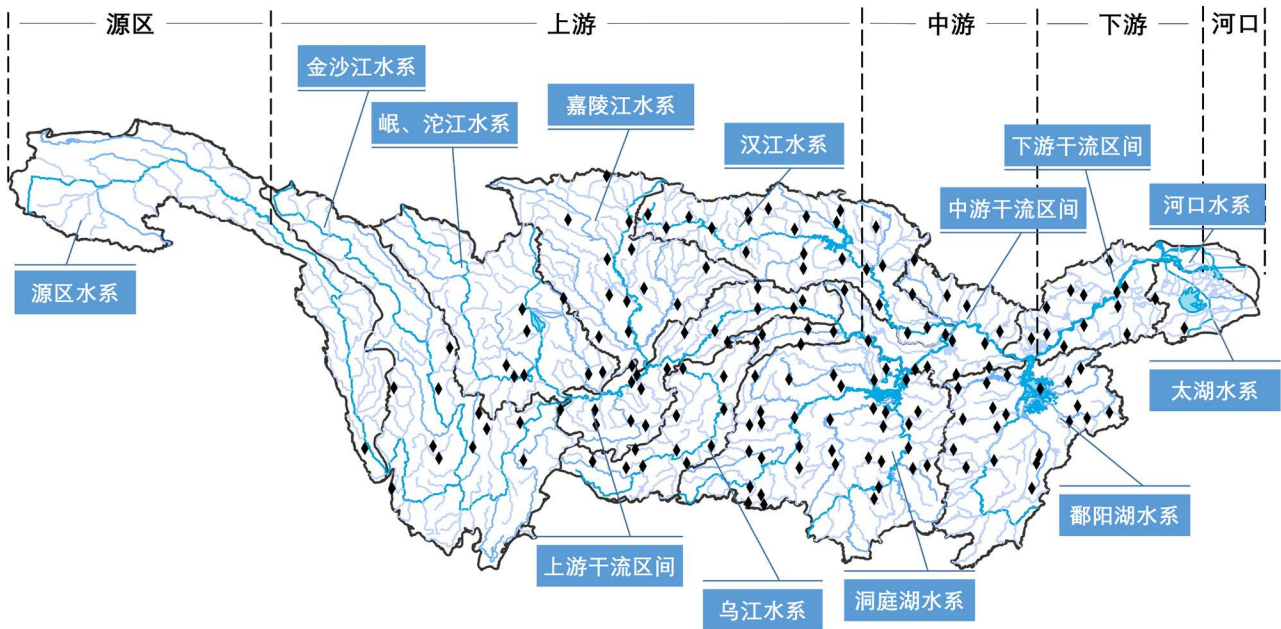 源区
上游
中游
下游
河口
金沙江水系
岷、沱江水系
嘉陵江水系
汉江水系
下游干流区间
中游干流区间
河口水系
源区水系
太湖水系
鄱阳湖水系
上游干流区间
乌江水系
洞庭湖水系